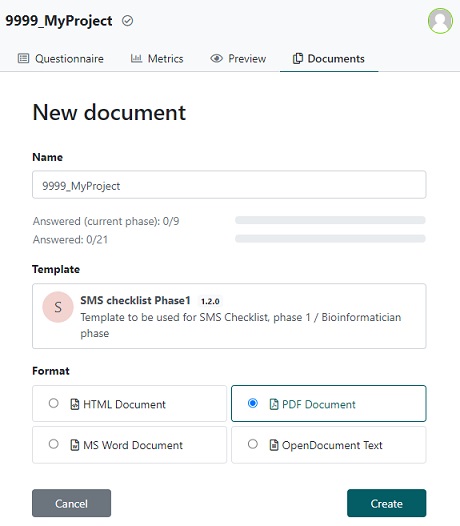 9999_MyProject
Questionnaire Metrics Preview Documents
New document
Name
9999_MyProject
Answered (current phase): 0/9
Answered: 0/21
Template
S
SMS checklist Phase1 1.2.0
Template to be used for SMS Checklist, phase 1 / Bioinformatician
phase
Format
HTML Document PDF Document
MS Word Document OpenDocument Text
Cancel Create